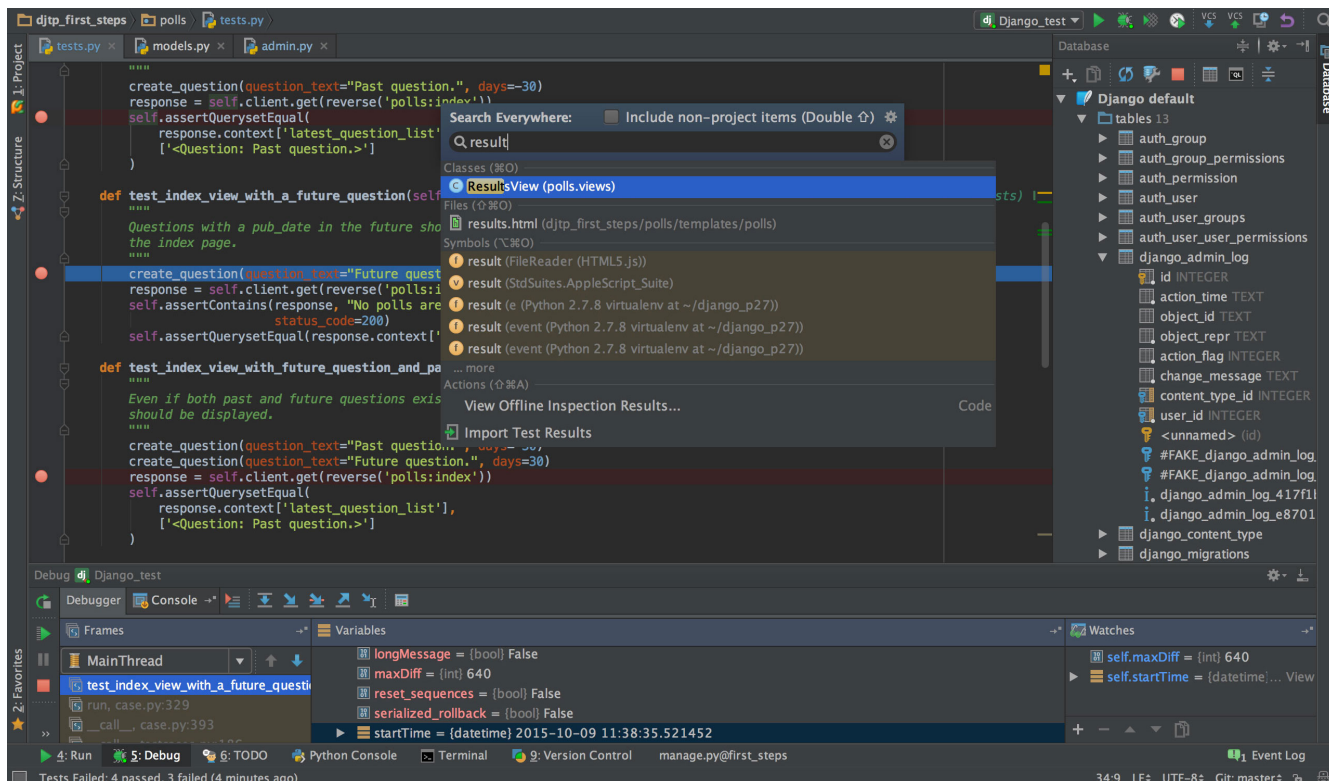 djtp_first_steps polls tests.py
Django_test
VCS VCS
tests.py models.py admin.py
1: Project
Z: Structure
2: Favorites
"""
create_question(question_text="Past question.", days=-30)
response = self.client.get(reverse('polls:index'))
self.assertQuerysetEqual(
response.context['latest_question_list'
['<Question: Past question.>']
)
def test_index_view_with_a_future_question(self
sts)
"""
Questions with a pub_date in the future sho
the index page.
"""
create_question(question_text="Future quest
response = self.client.get(reverse('polls:i
self.assertContains(response, "No polls are
status_code=200)
self.assertQuerysetEqual(response.context['
def test_index_view_with_future_question_and_pa
"""
Even if both past and future questions exis
should be displayed.
"""
create_question(question_text="Past question.", days=-30)
create_question(question_text="Future question.", days=30)
response = self.client.get(reverse('polls:index'))
self.assertQuerysetEqual(
response.context['latest_question_list'],
['<Question: Past question.>']
)
Search Everywhere: Include non-project items (Double ⇧)
result
Classes (⌘O)
ResultsView (polls.views)
Files (⇧⌘O)
results.html (djtp_first_steps/polls/templates/polls)
Symbols (⌥⌘O)
result (FileReader (HTML5.js))
result (StdSuites.AppleScript_Suite)
result (e (Python 2.7.8 virtualenv at ~/django_p27))
result (event (Python 2.7.8 virtualenv at ~/django_p27))
result (event (Python 2.7.8 virtualenv at ~/django_p27))
... more
Actions (⇧⌘A)
View Offline Inspection Results... Code
Import Test Results
Database
Database
Django default
tables 13
auth_group
auth_group_permissions
auth_permission
auth_user
auth_user_groups
auth_user_user_permissions
django_admin_log
id INTEGER
action_time TEXT
object_id TEXT
object_repr TEXT
action_flag INTEGER
change_message TEXT
content_type_id INTEGER
user_id INTEGER
<unnamed> (id)
#FAKE_django_admin_log_
#FAKE_django_admin_log_
django_admin_log_417f1
django_admin_log_e8701
django_content_type
django_migrations
Debug Django_test
Debugger Console
Frames
MainThread
test_index_view_with_a_future_questi
run, case.py:329
__call__, case.py:393
Variables
longMessage = {bool} False
maxDiff = {int} 640
reset_sequences = {bool} False
serialized_rollback = {bool} False
startTime = {datetime} 2015-10-09 11:38:35.521452
Watches
self.maxDiff = {int} 640
self.startTime = {datetime}... View
4: Run 5: Debug 6: TODO Python Console Terminal 9: Version Control manage.py@first_steps 1 Event Log
Tests Failed: 4 passed, 3 failed (4 minutes ago) 34:9 LF UTF-8 Git: master